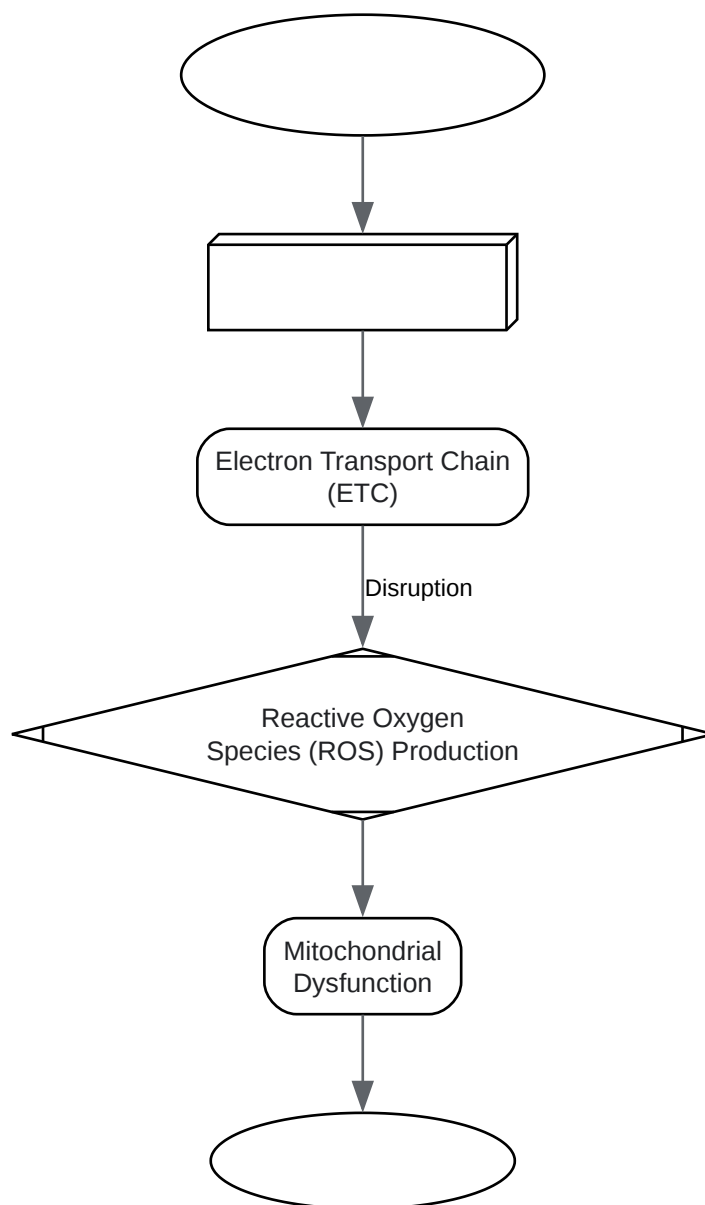 Electron Transport Chain
(ETC)
Disruption
Reactive Oxygen
Species (ROS) Production
Mitochondrial
Dysfunction